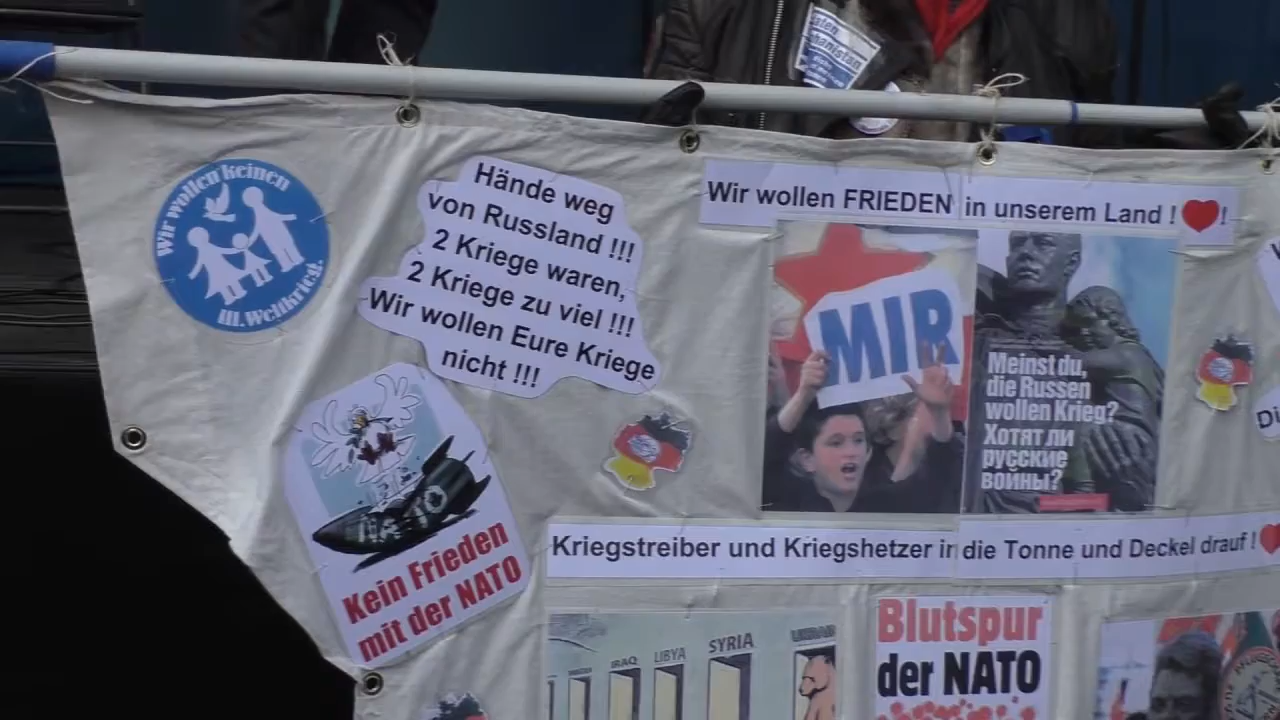 Wir wollen keinen
III. Weltkrieg!
Hände weg
von Russland !!!
2 Kriege waren,
2 Kriege zu viel !!!
Wir wollen Eure Kriege
nicht !!!
Wir wollen FRIEDEN in unserem Land ! !
MIR
Meinst du,
die Russen
wollen Krieg?
Хотят ли
русские
войны?
NATO
Kein Frieden
mit der NATO
Kriegstreiber und Kriegshetzer in die Tonne und Deckel drauf !
IRAQ
LIBYA
SYRIA
Blutspur
der NATO